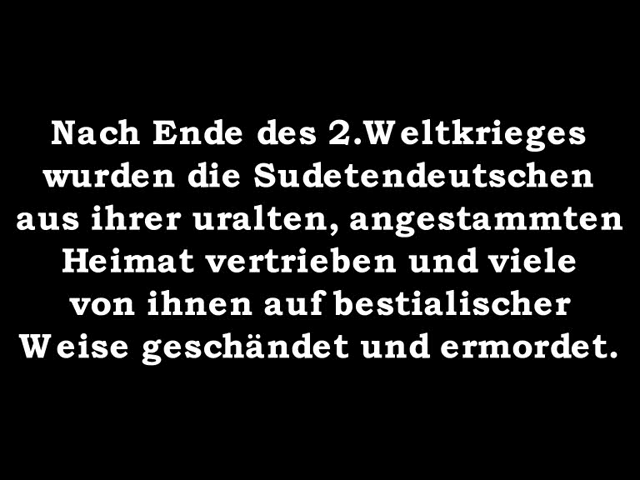 Nach Ende des 2.Weltkrieges
wurden die Sudetendeutschen
aus ihrer uralten, angestammten
Heimat vertrieben und viele
von ihnen auf bestialischer
Weise geschändet und ermordet.